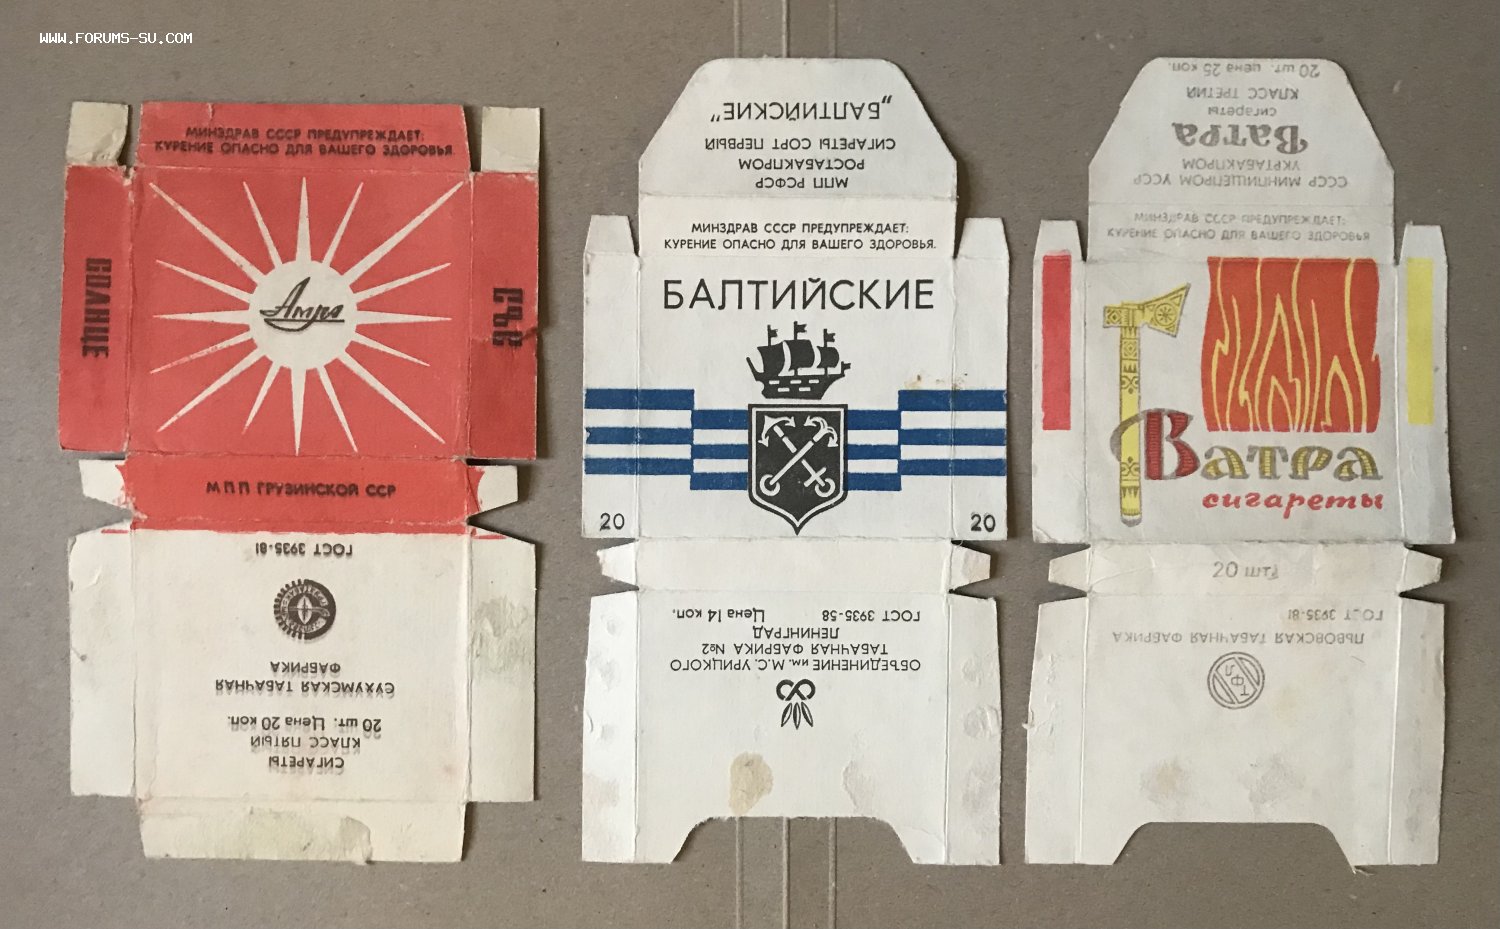 WWW.FORUMS-SU.COM
МИНЗДРАВ СССР ПРЕДУПРЕЖДАЕТ:
КУРЕНИЕ ОПАСНО ДЛЯ ВАШЕГО ЗДОРОВЬЯ.
СОЛНЦЕ
Амра
МПП ГРУЗИНСКОЙ ССР
СИГАРЕТЫ
КЛАСС ПЯТЫЙ
20 шт. Цена 20 коп.
СУХУМСКАЯ ТАБАЧНАЯ
ФАБРИКА
ГОСТ 3935-81
МПП РСФСР
РОСТАБАКПРОМ
СИГАРЕТЫ СОРТ ПЕРВЫЙ
„БАЛТИЙСКИЕ"
МИНЗДРАВ СССР ПРЕДУПРЕЖДАЕТ:
КУРЕНИЕ ОПАСНО ДЛЯ ВАШЕГО ЗДОРОВЬЯ.
БАЛТИЙСКИЕ
20
20
ОБЪЕДИНЕНИЕ им. М.С. УРИЦКОГО
ТАБАЧНАЯ ФАБРИКА №2
ЛЕНИНГРАД
ГОСТ 3935-58 Цена 14 коп.
СССР МИНПИЩЕПРОМ УССР
УКРТАБАКПРОМ
Ватра
сигареты
КЛАСС ТРЕТИЙ
20 шт. цена 25 коп.
МИНЗДРАВ СССР ПРЕДУПРЕЖДАЕТ:
КУРЕНИЕ ОПАСНО ДЛЯ ВАШЕГО ЗДОРОВЬЯ
Ватра
сигареты
20 шт.
ЛЬВОВСКАЯ ТАБАЧНАЯ ФАБРИКА
ГОСТ 3935-81
ЛТФ